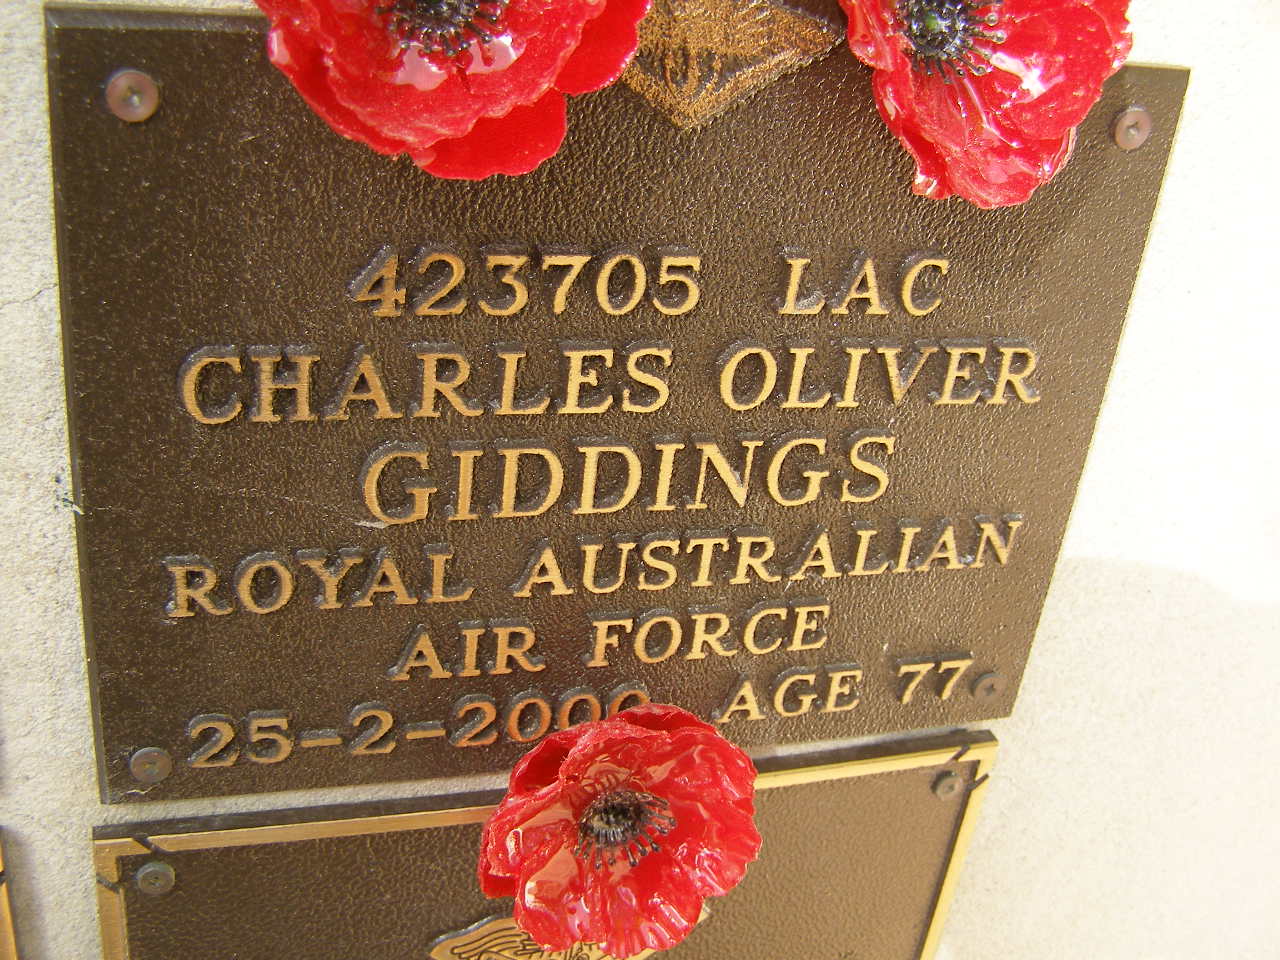 423705 LAC
CHARLES OLIVER
GIDDINGS
ROYAL AUSTRALIAN
AIR FORCE
25-2-2000 AGE 77